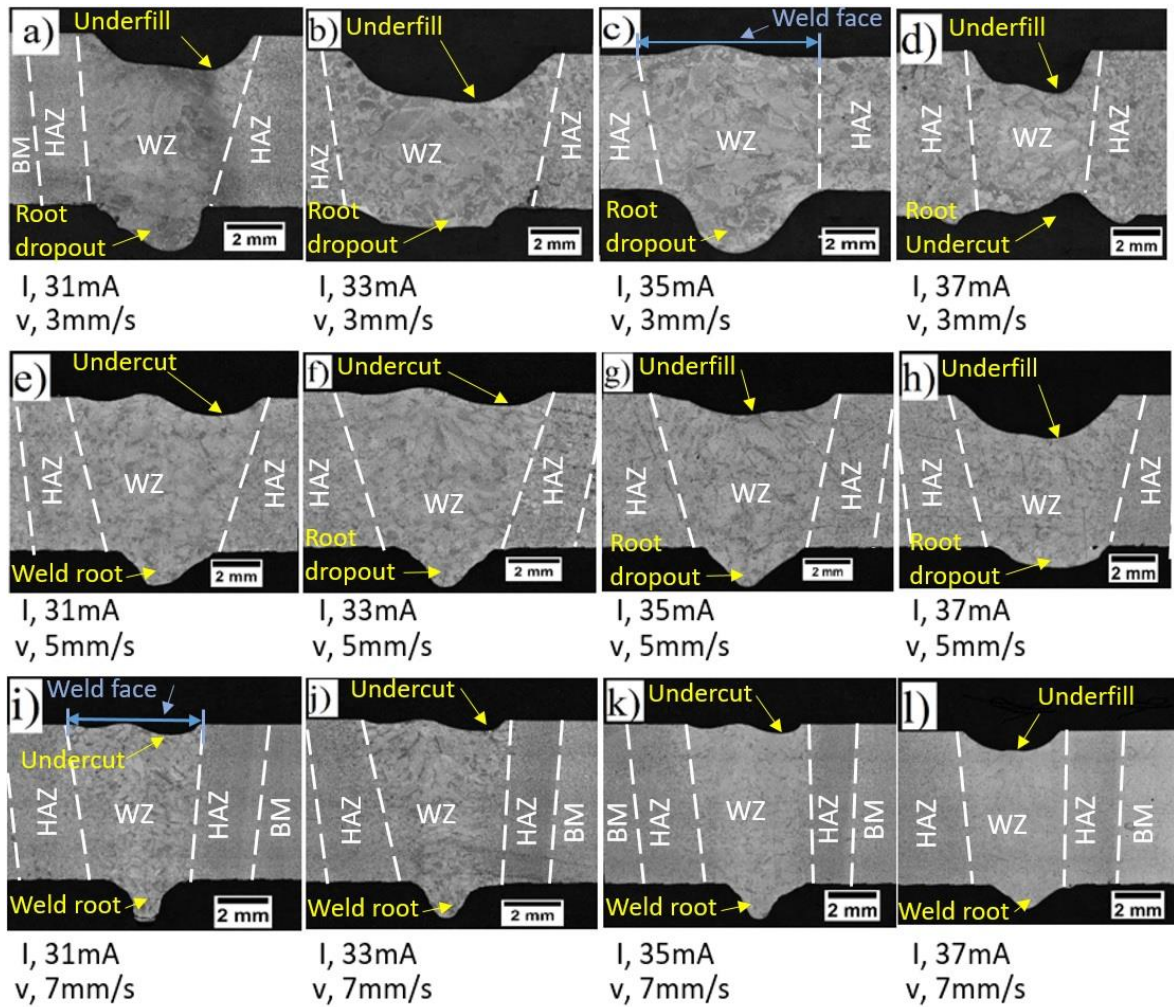 a)
Underfill
BM
HAZ
WZ
HAZ
Root
dropout
2 mm
I, 31mA
v, 3mm/s
b)
Underfill
HAZ
WZ
HAZ
Root
dropout
2 mm
I, 33mA
v, 3mm/s
c)
Weld face
HAZ
WZ
HAZ
Root
dropout
2 mm
I, 35mA
v, 3mm/s
d)
Underfill
WZ
HAZ
Root
Undercut
2 mm
I, 37mA
v, 3mm/s
e)
Undercut
HAZ
WZ
HAZ
Weld root
2 mm
I, 31mA
v, 5mm/s
f)
Undercut
HAZ
WZ
HAZ
Root
dropout
2 mm
I, 33mA
v, 5mm/s
g)
Underfill
HAZ
WZ
HAZ
Root
dropout
2 mm
I, 35mA
v, 5mm/s
h)
Underfill
HAZ
WZ
HAZ
Root
dropout
2 mm
I, 37mA
v, 5mm/s
i)
Weld face
Undercut
HAZ
WZ
HAZ
BM
Weld root
2 mm
I, 31mA
v, 7mm/s
j)
Undercut
HAZ
WZ
HAZ
BM
Weld root
2 mm
I, 33mA
v, 7mm/s
k)
Undercut
BM
HAZ
WZ
HAZ
BM
Weld root
2 mm
I, 35mA
v, 7mm/s
l)
Underfill
HAZ
WZ
HAZ
BM
Weld root
2 mm
I, 37mA
v, 7mm/s